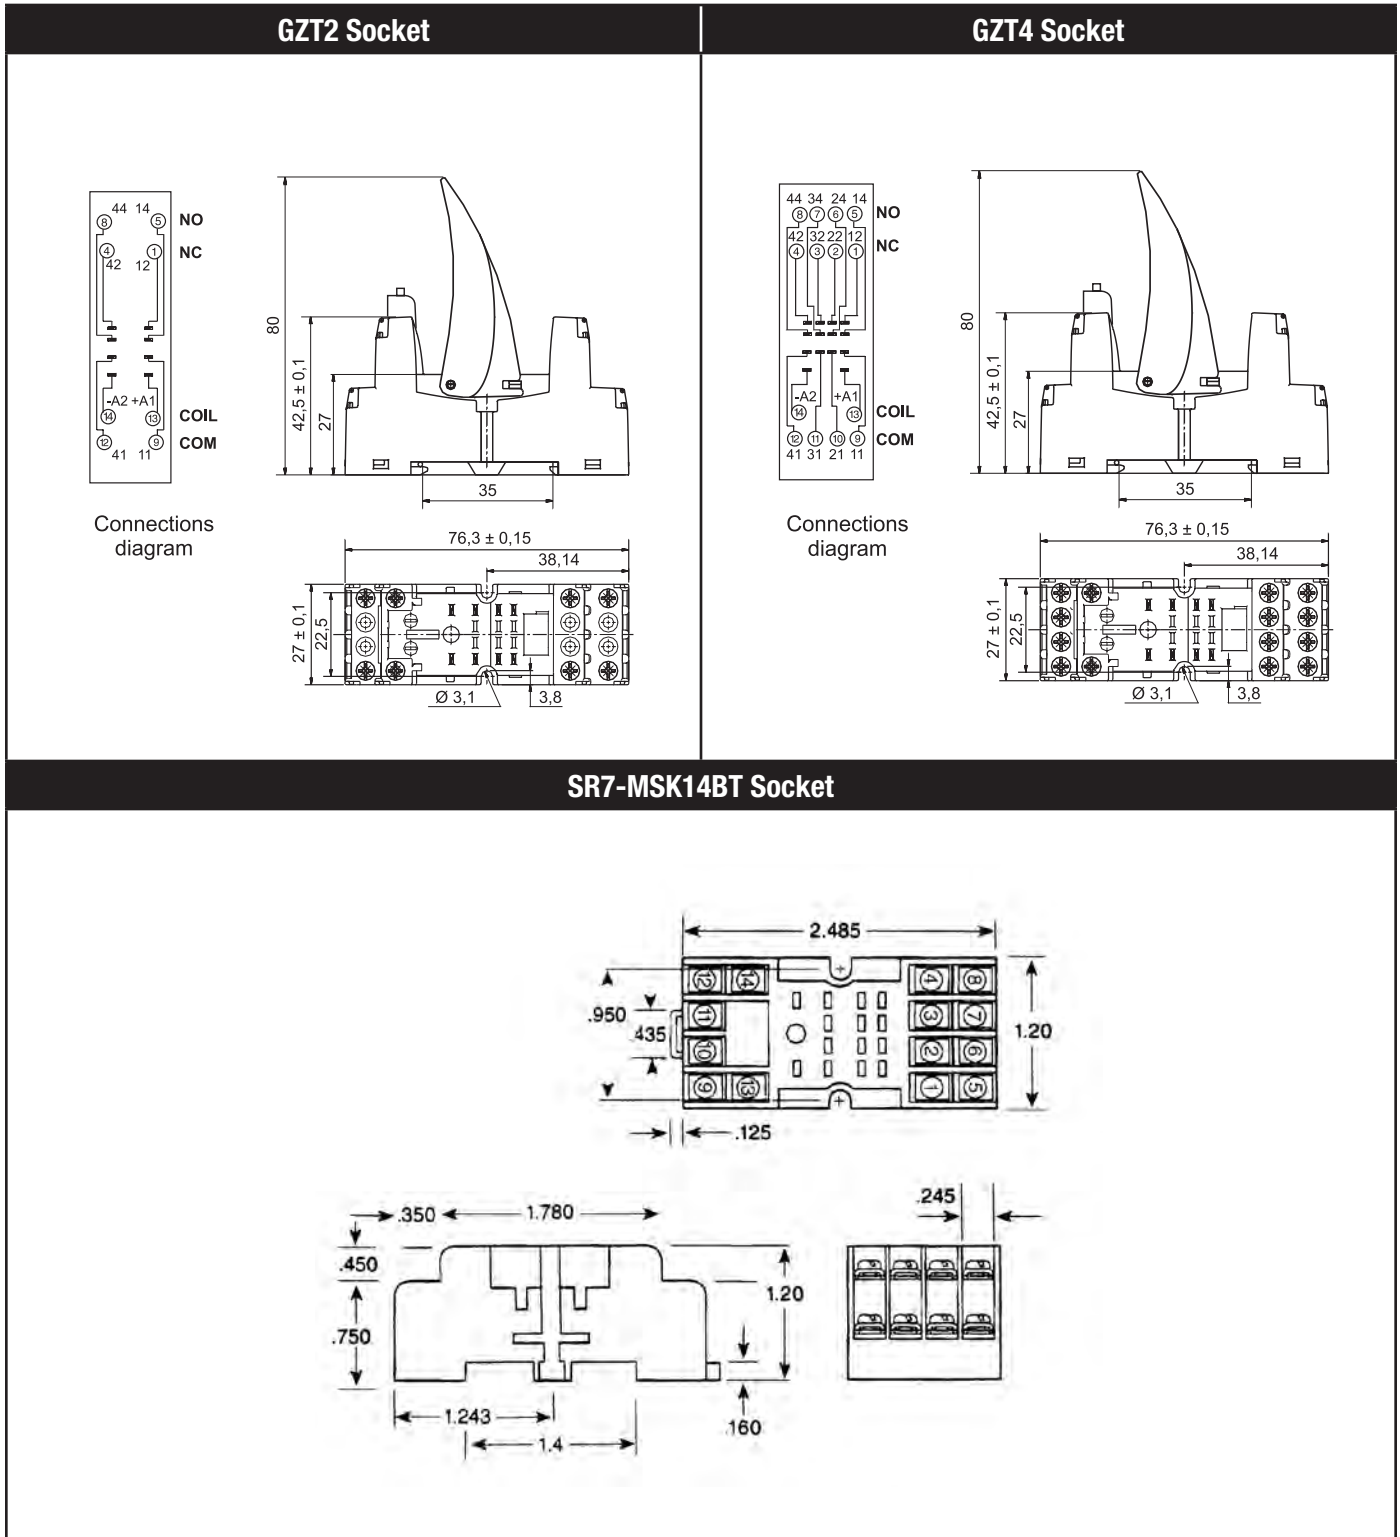 GZT2 Socket
GZT4 Socket
44 14
8 5 NO
4 1 NC
42 12
-A2 +A1
14 13 COIL
12 9 COM
41 11
Connections
diagram
80
42,5 ± 0,1
27
35
76,3 ± 0,15
38,14
27 ± 0,1
22,5
Ø 3,1
3,8
44 34 24 14
8 7 6 5 NO
42 32 22 12
4 3 2 1 NC
-A2 +A1
14 13 COIL
12 11 10 9 COM
41 31 21 11
Connections
diagram
80
42,5 ± 0,1
27
35
76,3 ± 0,15
38,14
27 ± 0,1
22,5
Ø 3,1
3,8
SR7-MSK14BT Socket
2.485
12 14 4 8
.950
11 3 7
.435
1.20
10 2 6
9 13 1 5
.125
.350
1.780
.450
.750
1.20
1.243
1.4
.160
.245